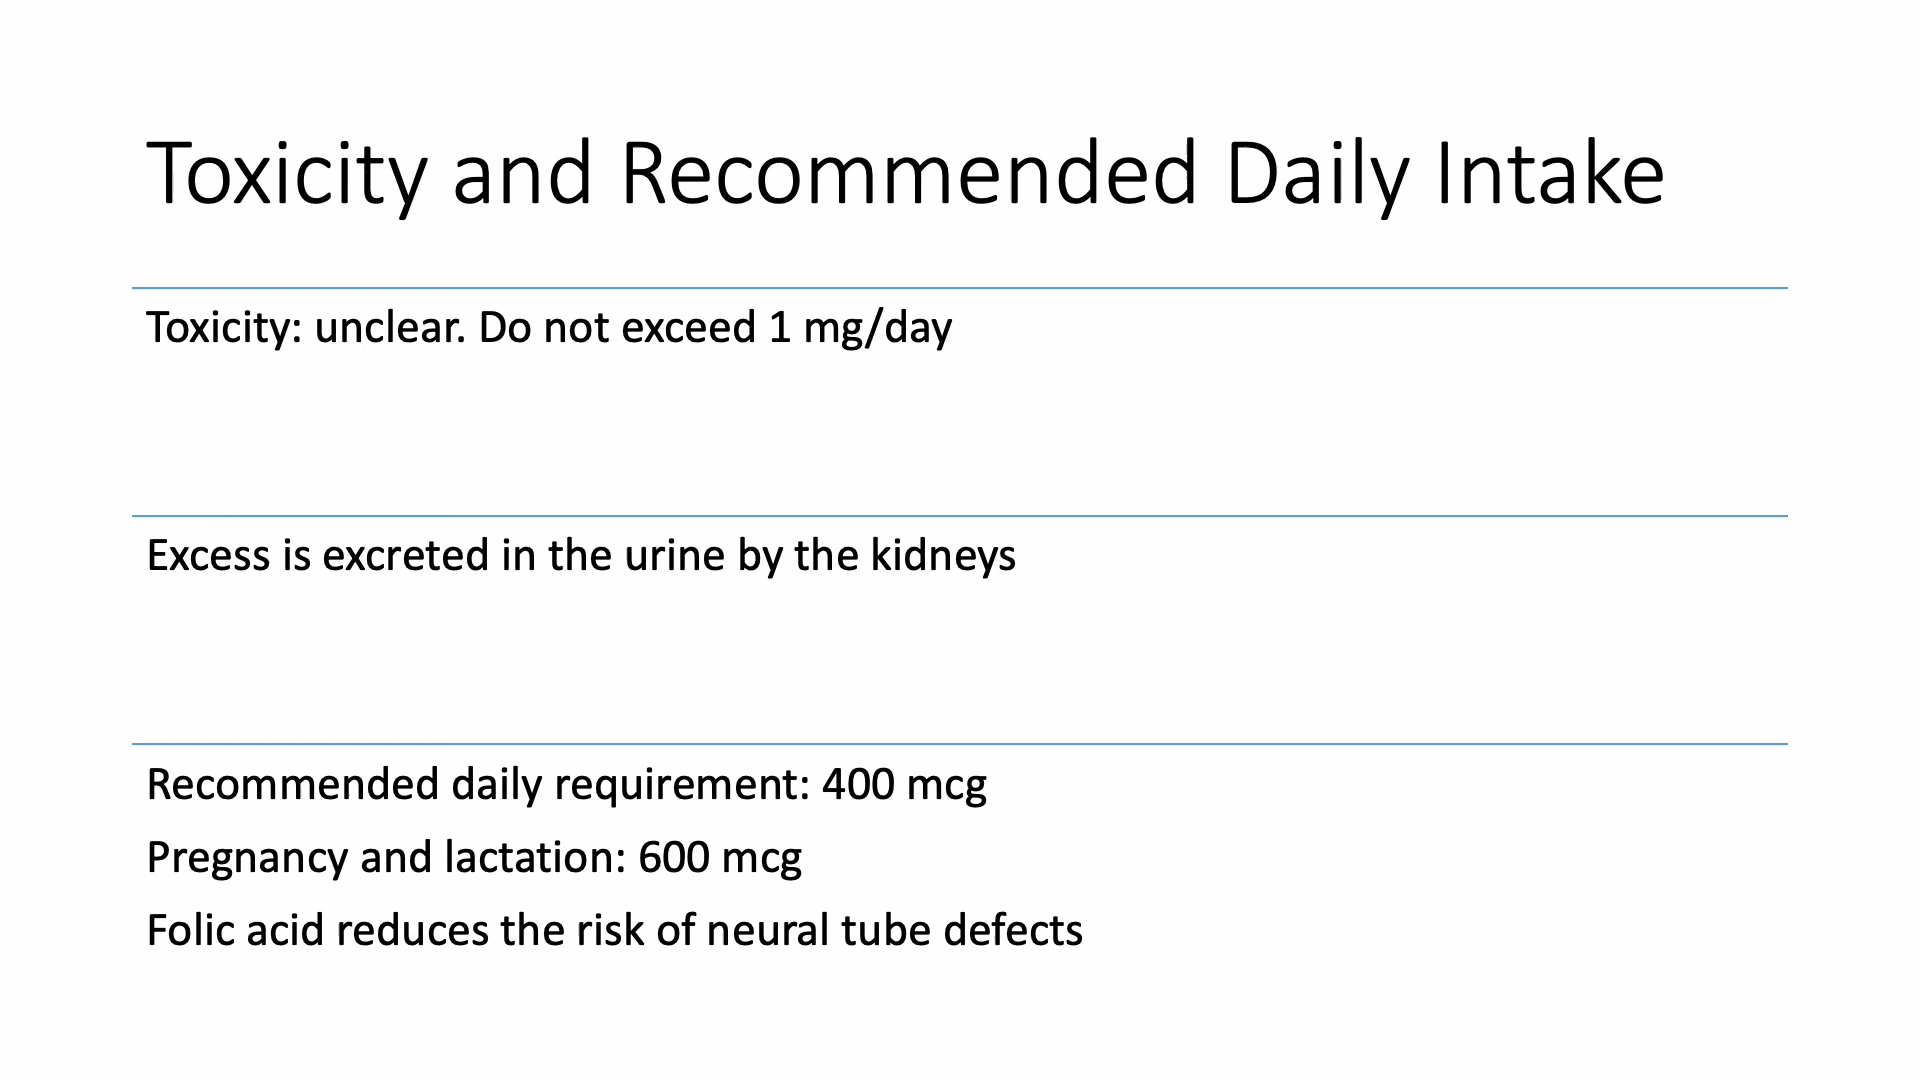 Toxicity and Recommended Daily Intake
Toxicity: unclear. Do not exceed 1 mg/day
Excess is excreted in the urine by the kidneys
Recommended daily requirement: 400 mcg
Pregnancy and lactation: 600 mcg
Folic acid reduces the risk of neural tube defects